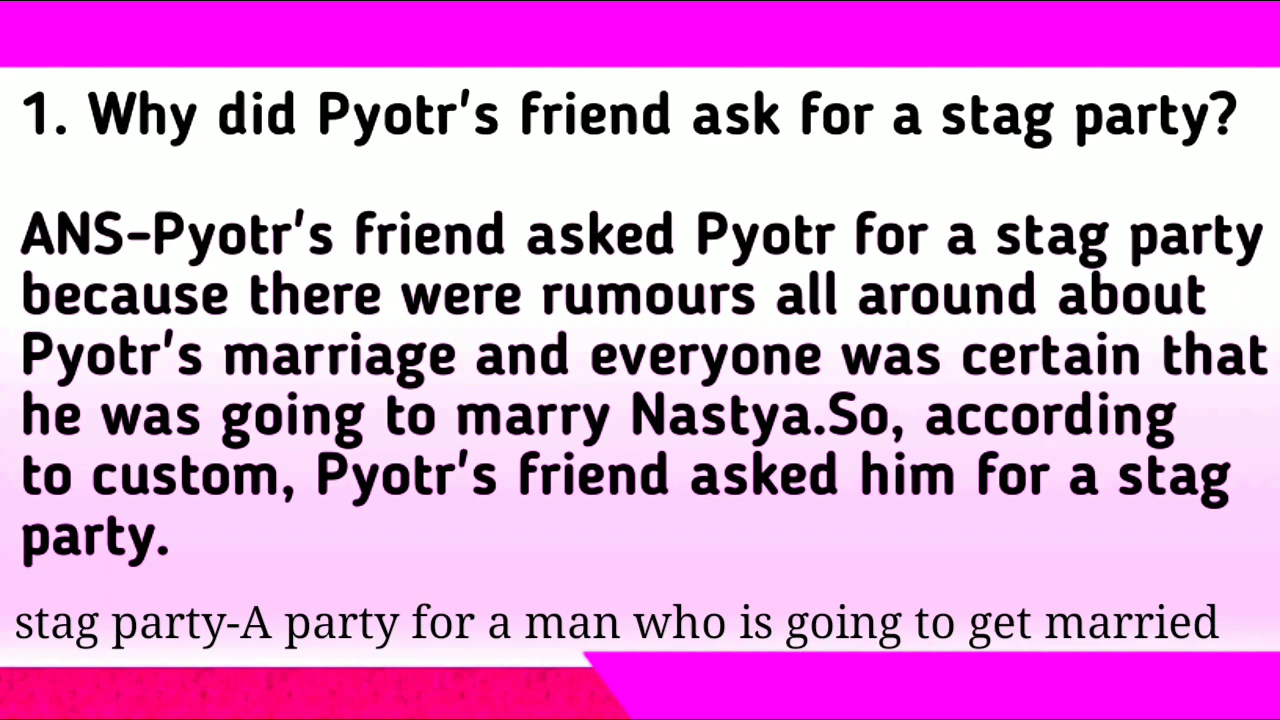 1. Why did Pyotr's friend ask for a stag party?
ANS-Pyotr's friend asked Pyotr for a stag party
because there were rumours all around about
Pyotr's marriage and everyone was certain that
he was going to marry Nastya.So, according
to custom, Pyotr's friend asked him for a stag
party.
stag party-A party for a man who is going to get married